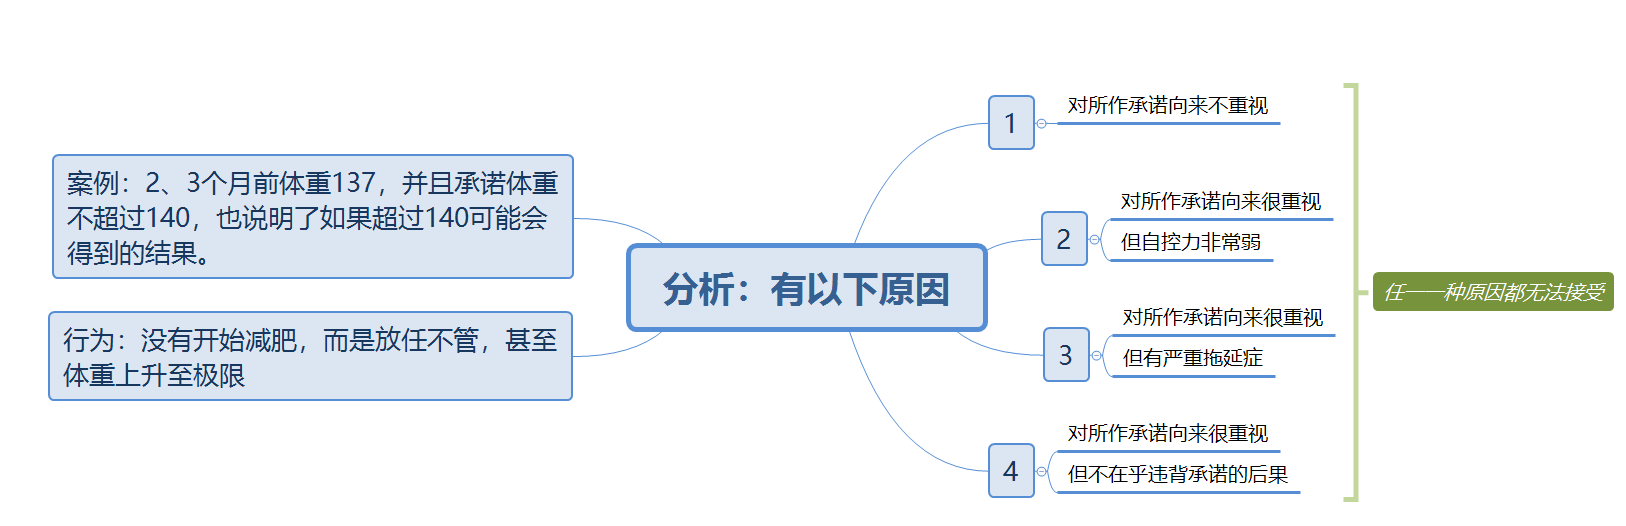 案例：2、3个月前体重137，并且承诺体重
不超过140，也说明了如果超过140可能会
得到的结果。
行为：没有开始减肥，而是放任不管，甚至
体重上升至极限
分析：有以下原因
1
对所作承诺向来不重视
2
对所作承诺向来很重视
但自控力非常弱
3
对所作承诺向来很重视
但有严重拖延症
4
对所作承诺向来很重视
但不在乎违背承诺的后果
任一一种原因都无法接受